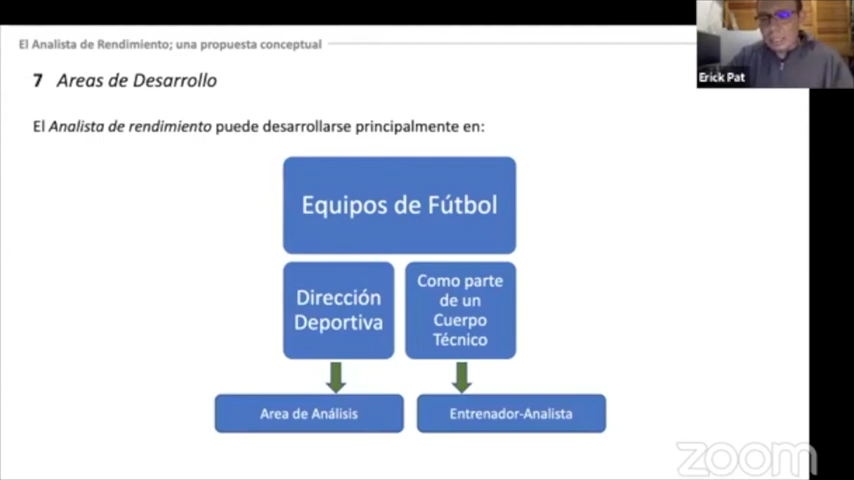 El Analista de Rendimiento; una propuesta conceptual
Erick Pat
7 Areas de Desarrollo
El Analista de rendimiento puede desarrollarse principalmente en:
Equipos de Fútbol
Dirección
Deportiva
Como parte
de un
Cuerpo
Técnico
Area de Análisis
Entrenador-Analista
zoom